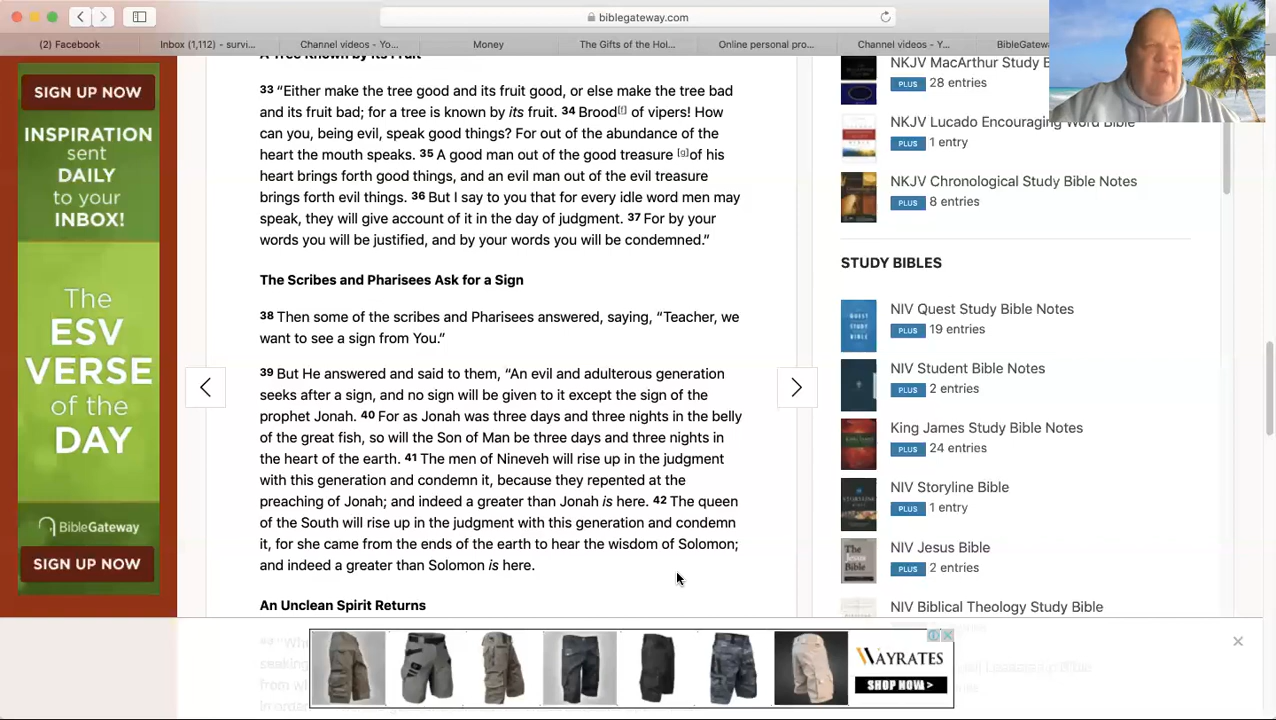 biblegateway.com
(2) Facebook
Inbox (1,112) - survi...
Channel videos - Yo...
Money
The Gifts of the Hol...
Online personal pro...
Channel videos - Y...
BibleGatew
SIGN UP NOW
INSPIRATION
sent
DAILY
to your
INBOX!
The
ESV
VERSE
of the
DAY
BibleGateway
SIGN UP NOW
A Tree Known by Its Fruit
33 “Either make the tree good and its fruit good, or else make the tree bad
and its fruit bad; for a tree is known by its fruit. 34 Brood[f] of vipers! How
can you, being evil, speak good things? For out of the abundance of the
heart the mouth speaks. 35 A good man out of the good treasure [g]of his
heart brings forth good things, and an evil man out of the evil treasure
brings forth evil things. 36 But I say to you that for every idle word men may
speak, they will give account of it in the day of judgment. 37 For by your
words you will be justified, and by your words you will be condemned.”
The Scribes and Pharisees Ask for a Sign
38 Then some of the scribes and Pharisees answered, saying, “Teacher, we
want to see a sign from You.”
39 But He answered and said to them, “An evil and adulterous generation
seeks after a sign, and no sign will be given to it except the sign of the
prophet Jonah. 40 For as Jonah was three days and three nights in the belly
of the great fish, so will the Son of Man be three days and three nights in
the heart of the earth. 41 The men of Nineveh will rise up in the judgment
with this generation and condemn it, because they repented at the
preaching of Jonah; and indeed a greater than Jonah is here. 42 The queen
of the South will rise up in the judgment with this generation and condemn
it, for she came from the ends of the earth to hear the wisdom of Solomon;
and indeed a greater than Solomon is here.
An Unclean Spirit Returns
NKJV MacArthur Study B
PLUS 28 entries
NKJV Lucado Encouraging Word Bible
PLUS 1 entry
NKJV Chronological Study Bible Notes
PLUS 8 entries
STUDY BIBLES
NIV Quest Study Bible Notes
PLUS 19 entries
NIV Student Bible Notes
PLUS 2 entries
King James Study Bible Notes
PLUS 24 entries
NIV Storyline Bible
PLUS 1 entry
The
Jesus
Bible
NIV Jesus Bible
PLUS 2 entries
NIV Biblical Theology Study Bible
WAYRATES
SHOP NOW >